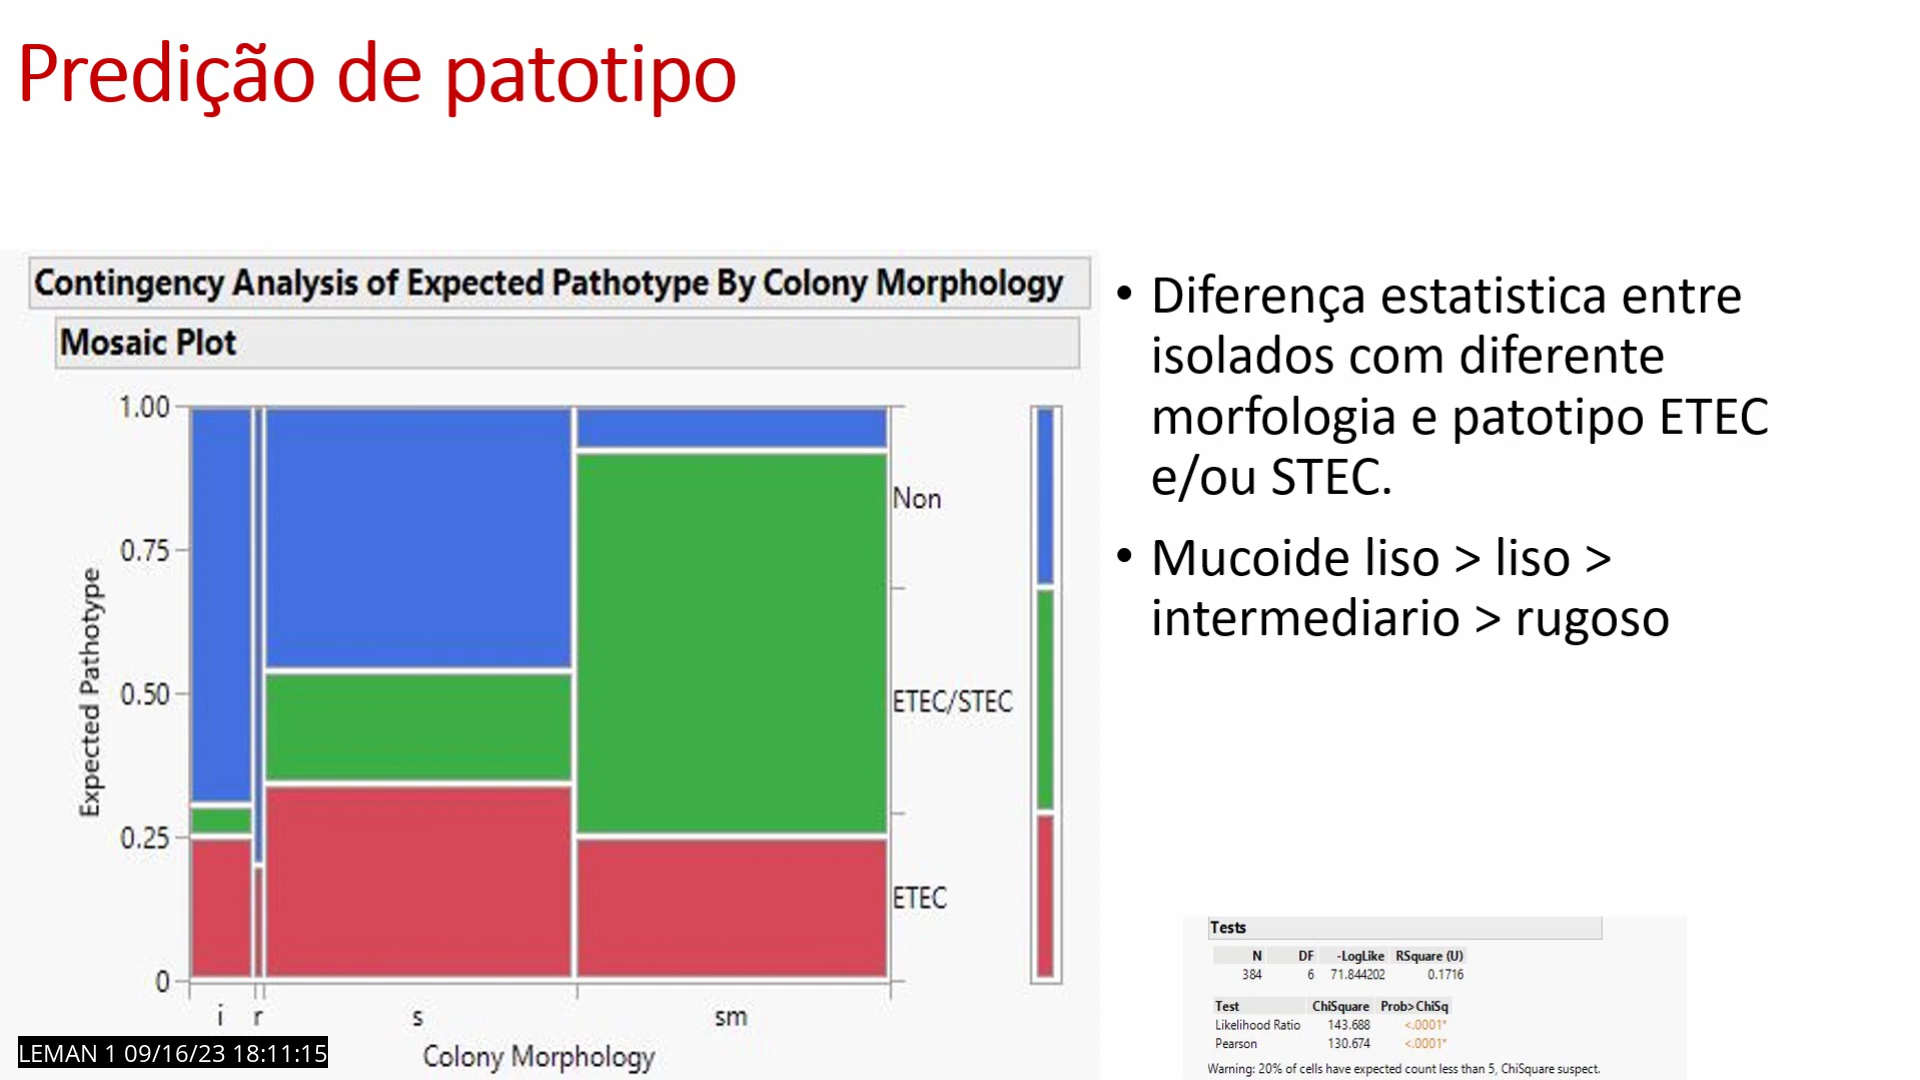 Predição de patotipo
Contingency Analysis of Expected Pathotype By Colony Morphology
Mosaic Plot
1.00
0.75
0.50
0.25
0
Expected Pathotype
Non
ETEC/STEC
ETEC
i r s sm
Colony Morphology
• Diferença estatistica entre
isolados com diferente
morfologia e patotipo ETEC
e/ou STEC.
• Mucoide liso > liso >
intermediario > rugoso
Tests
N DF -LogLike RSquare (U)
384 6 71.844202 0.1716
Test ChiSquare Prob>ChiSq
Likelihood Ratio 143.688 <.0001*
Pearson 130.674 <.0001*
Warning: 20% of cells have expected count less than 5, ChiSquare suspect.
LEMAN 1 09/16/23 18:11:15